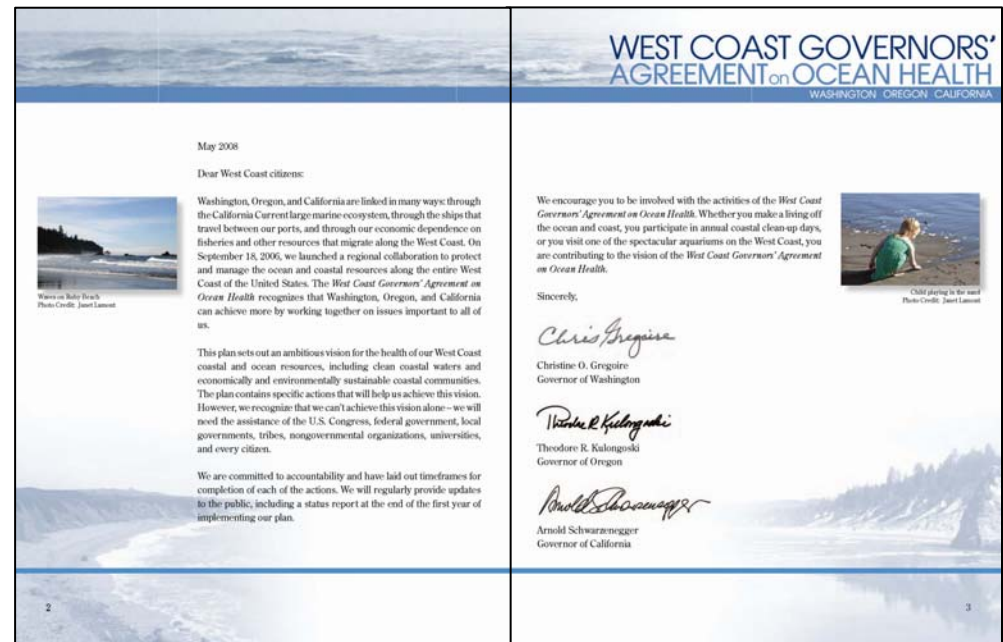 May 2008
Dear West Coast citizens:
Washington, Oregon, and California are linked in many ways: through
the California Current large marine ecosystem, through the ships that
travel between our ports, and through our economic dependence on
fisheries and other resources that migrate along the West Coast. On
September 18, 2006, we launched a regional collaboration to protect
and manage the ocean and coastal resources along the entire West
Coast of the United States. The West Coast Governors' Agreement on
Ocean Health recognizes that Washington, Oregon, and California
can achieve more by working together on issues important to all of
us.
Waves on Ruby Beach
Photo Credit: Janet Lamont
This plan sets out an ambitious vision for the health of our West Coast
coastal and ocean resources, including clean coastal waters and
economically and environmentally sustainable coastal communities.
The plan contains specific actions that will help us achieve this vision.
However, we recognize that we can't achieve this vision alone – we will
need the assistance of the U.S. Congress, federal government, local
governments, tribes, nongovernmental organizations, universities,
and every citizen.
We are committed to accountability and have laid out timeframes for
completion of each of the actions. We will regularly provide updates
to the public, including a status report at the end of the first year of
implementing our plan.
2
WEST COAST GOVERNORS'
AGREEMENT on OCEAN HEALTH
WASHINGTON OREGON CALIFORNIA
We encourage you to be involved with the activities of the West Coast
Governors' Agreement on Ocean Health. Whether you make a living off
the ocean and coast, you participate in annual coastal clean-up days,
or you visit one of the spectacular aquariums on the West Coast, you
are contributing to the vision of the West Coast Governors' Agreement
on Ocean Health.
Child playing in the sand
Photo Credit: Janet Lamont
Sincerely,
Chris Gregoire
Christine O. Gregoire
Governor of Washington
Theodore R Kulongoski
Theodore R. Kulongoski
Governor of Oregon
Arnold Schwarzenegger
Arnold Schwarzenegger
Governor of California
3